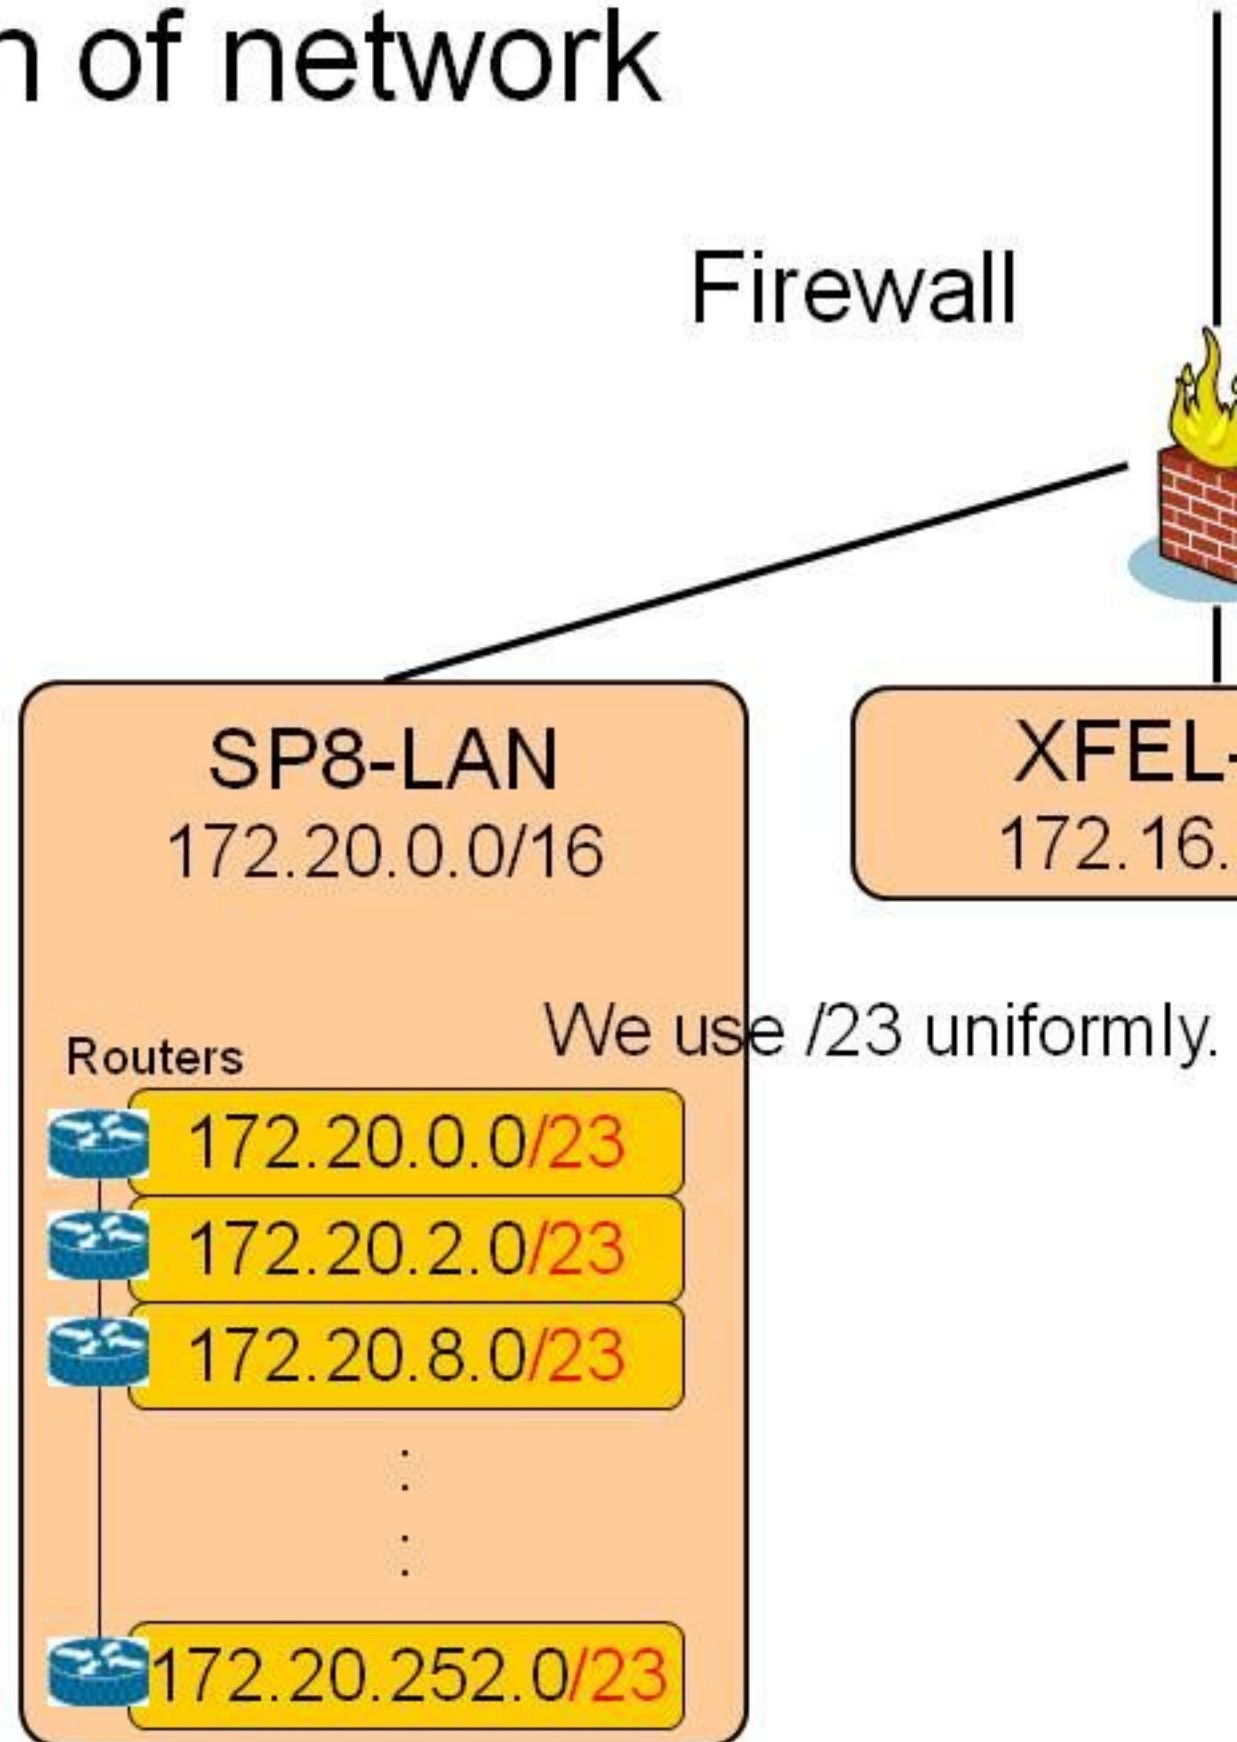 of network
Firewall
SP8-LAN
172.20.0.0/16
XFEL-
172.16.
We use /23 uniformly.
Routers
172.20.0.0/23
172.20.2.0/23
172.20.8.0/23
172.20.252.0/23